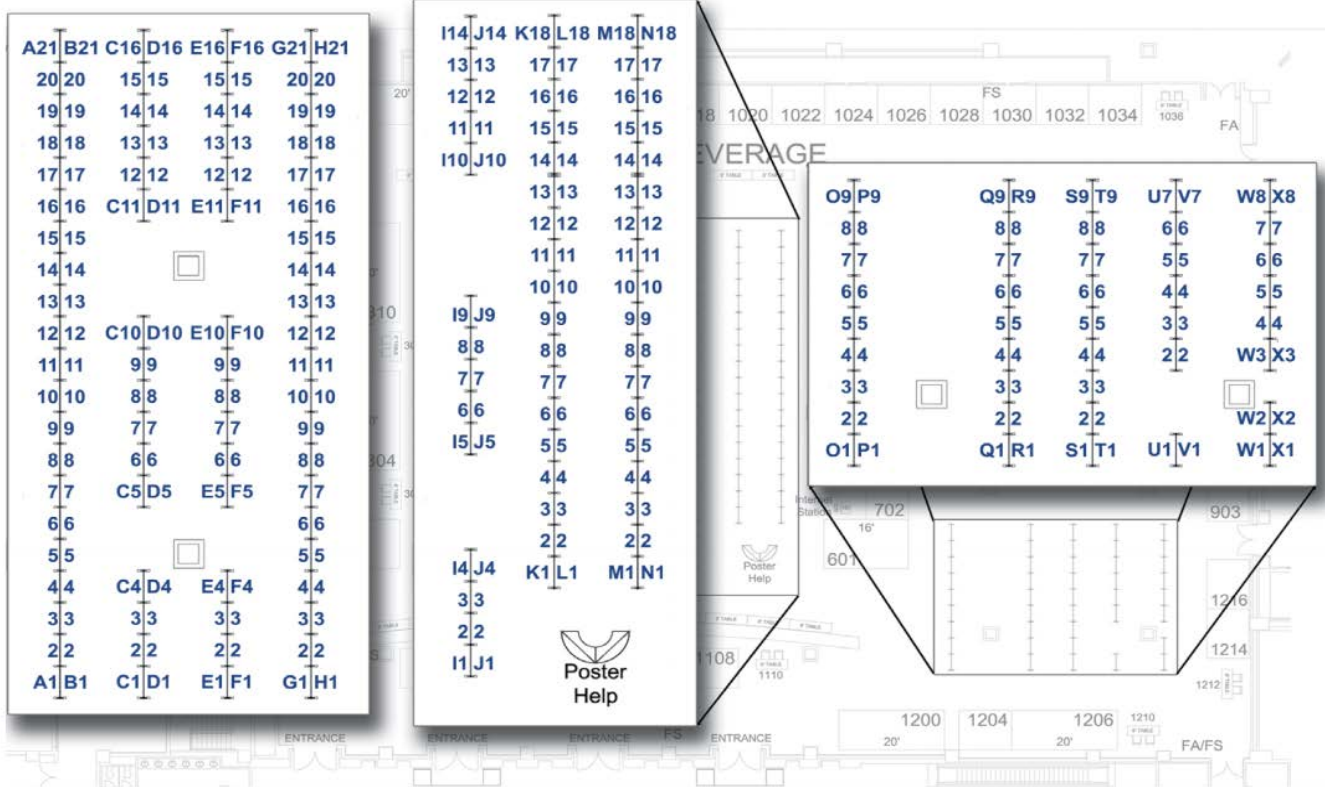 A21 B21 C16 D16 E16 F16 G21 H21
20 20 15 15 15 15 20 20
19 19 14 14 14 14 19 19
18 18 13 13 13 13 18 18
17 17 12 12 12 12 17 17
16 16 C11 D11 E11 F11 16 16
15 15 15 15
14 14 14 14
13 13 13 13
12 12 C10 D10 E10 F10 12 12
11 11 9 9 9 9 11 11
10 10 8 8 8 8 10 10
9 9 7 7 7 7 9 9
8 8 6 6 6 6 8 8
7 7 C5 D5 E5 F5 7 7
6 6 6 6
5 5 5 5
4 4 C4 D4 E4 F4 4 4
3 3 3 3 3 3 3 3
2 2 2 2 2 2 2 2
A1 B1 C1 D1 E1 F1 G1 H1
I14 J14 K18 L18 M18 N18
13 13 17 17 17 17
12 12 16 16 16 16
11 11 15 15 15 15
I10 J10 14 14 14 14
13 13 13 13
12 12 12 12
11 11 11 11
10 10 10 10
I9 J9 9 9 9 9
8 8 8 8 8 8
7 7 7 7 7 7
6 6 6 6 6 6
I5 J5 5 5 5 5
4 4 4 4
3 3 3 3
2 2 2 2
I4 J4 K1 L1 M1 N1
3 3
2 2
I1 J1
Poster
Help
O9 P9 Q9 R9 S9 T9 U7 V7 W8 X8
8 8 8 8 8 8 6 6 7 7
7 7 7 7 7 7 5 5 6 6
6 6 6 6 6 6 4 4 5 5
5 5 5 5 5 5 3 3 4 4
4 4 4 4 4 4 2 2 W3 X3
3 3 3 3 3 3
2 2 2 2 2 2 W2 X2
O1 P1 Q1 R1 S1 T1 U1 V1 W1 X1
FS
1020 1022 1024 1026 1028 1030 1032 1034 1036
FA
EVERAGE
Internet
Station
702
16'
601
Poster
Help
903
1216
1214
1212
1108
1110
1200 1204 1206 1210
20' 20'
FA/FS
FS
ENTRANCE ENTRANCE ENTRANCE ENTRANCE